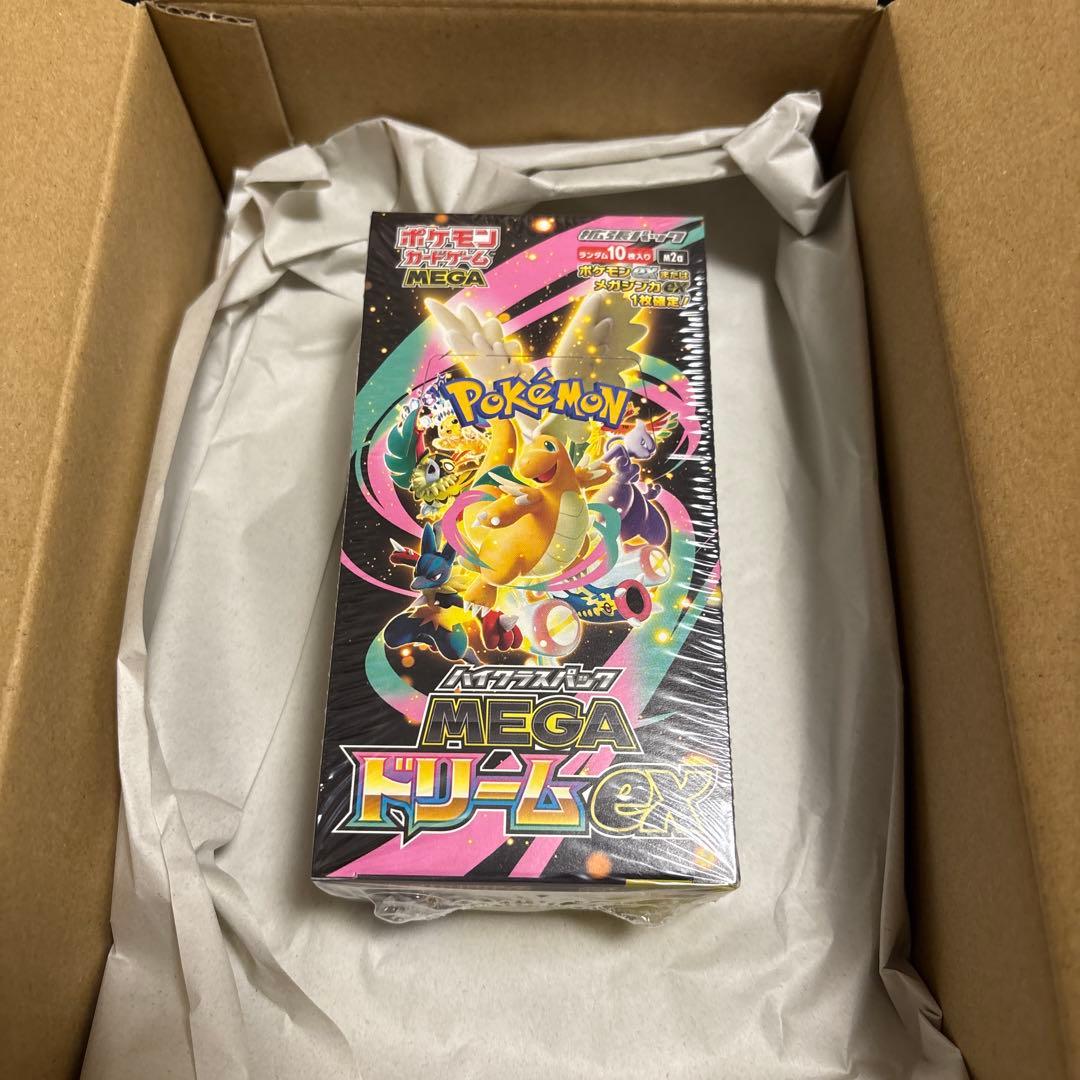 ポケモン
カードゲーム
MEGA
拡張パック
ランダム10枚入り M2a
ポケモンexまたは
メガシンカex
1枚確定!
POKÉMON
ハイクラスパック
MEGA
ドリームex